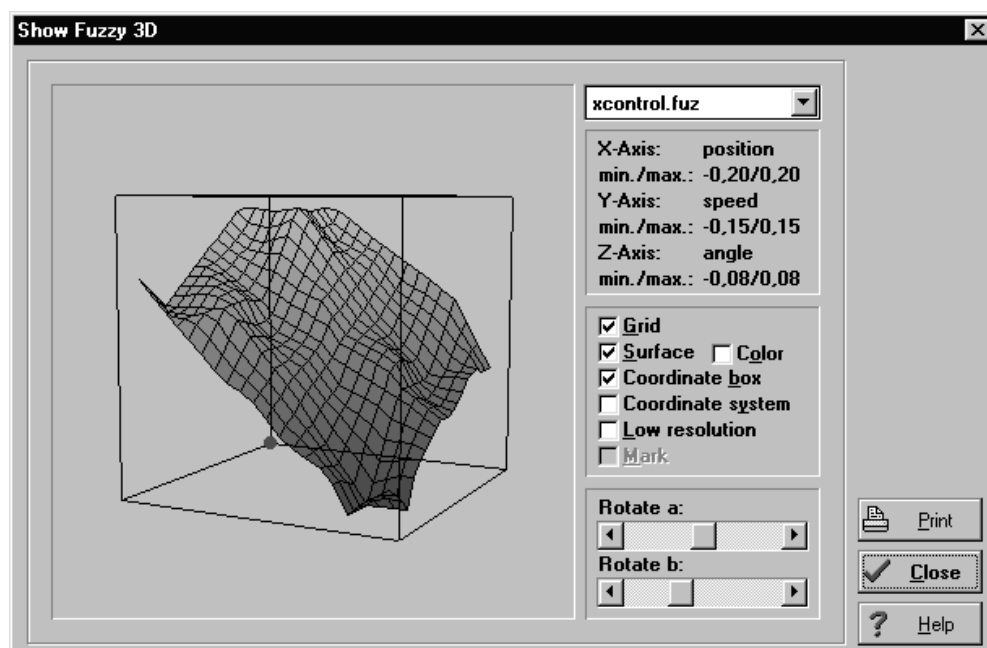 Show Fuzzy 3D
xcontrol.fuz
X-Axis: position
min./max.: -0,20/0,20
Y-Axis: speed
min./max.: -0,15/0,15
Z-Axis: angle
min./max.: -0,08/0,08
Grid
Surface Color
Coordinate box
Coordinate system
Low resolution
Mark
Rotate a:
Rotate b:
Print
Close
Help